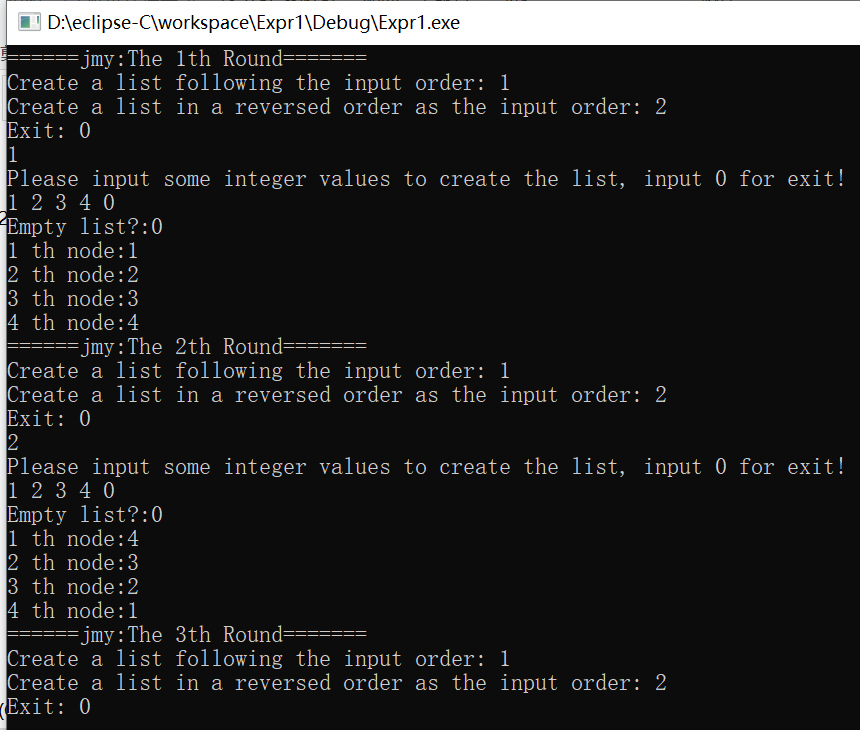 D:\eclipse-C\workspace\Expr1\Debug\Expr1.exe
======jmy:The 1th Round=======
Create a list following the input order: 1
Create a list in a reversed order as the input order: 2
Exit: 0
1
Please input some integer values to create the list, input 0 for exit!
1 2 3 4 0
Empty list?:0
1 th node:1
2 th node:2
3 th node:3
4 th node:4
======jmy:The 2th Round=======
Create a list following the input order: 1
Create a list in a reversed order as the input order: 2
Exit: 0
2
Please input some integer values to create the list, input 0 for exit!
1 2 3 4 0
Empty list?:0
1 th node:4
2 th node:3
3 th node:2
4 th node:1
======jmy:The 3th Round=======
Create a list following the input order: 1
Create a list in a reversed order as the input order: 2
Exit: 0